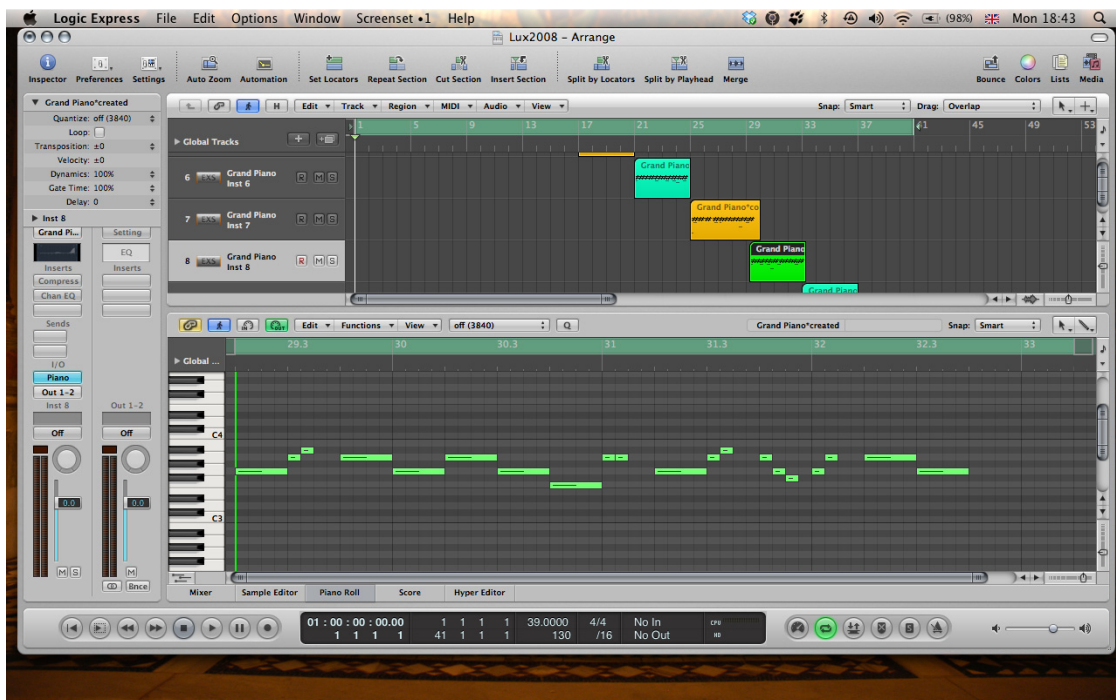 Logic Express File Edit Options Window Screenset •1 Help (98%) Mon 18:43
Lux2008 – Arrange
Inspector Preferences Settings Auto Zoom Automation Set Locators Repeat Section Cut Section Insert Section Split by Locators Split by Playhead Merge Bounce Colors Lists Media
Grand Piano*created
Quantize: off (3840)
Loop:
Transposition: ±0
Velocity: ±0
Dynamics: 100%
Gate Time: 100%
Delay: 0
Inst 8
Grand Pi... Setting
EQ
Inserts Inserts
Compress
Chan EQ
Sends
I/O
Piano
Out 1-2
Inst 8 Out 1-2
Off Off
0.0 0.0
M S M
Bnce
H Edit Track Region MIDI Audio View Snap: Smart Drag: Overlap
1 5 9 13 17 21 25 29 33 37 41 45 49 53
Global Tracks
6 EXS Grand Piano R M S
Inst 6
Grand Piano
7 EXS Grand Piano R M S
Inst 7
Grand Piano*co
8 EXS Grand Piano R M S
Inst 8
Grand Piano
Grand Piano
OUT Edit Functions View off (3840) Q Grand Piano*created Snap: Smart
29.3 30 30.3 31 31.3 32 32.3 33
Global ...
C4
C3
Mixer Sample Editor Piano Roll Score Hyper Editor
01 : 00 : 00 : 00.00 1 1 1 1 39.0000 4/4 No In CPU
1 1 1 1 41 1 1 1 130 /16 No Out HD